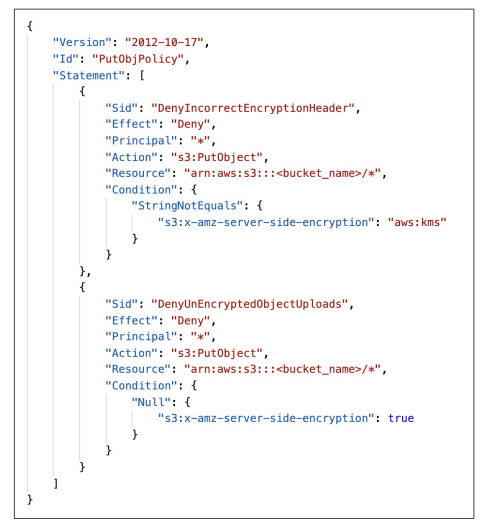 {
    "Version": "2012-10-17",
    "Id": "PutObjPolicy",
    "Statement": [
        {
            "Sid": "DenyIncorrectEncryptionHeader",
            "Effect": "Deny",
            "Principal": "*",
            "Action": "s3:PutObject",
            "Resource": "arn:aws:s3:::<bucket_name>/*",
            "Condition": {
                "StringNotEquals": {
                    "s3:x-amz-server-side-encryption": "aws:kms"
                }
            }
        },
        {
            "Sid": "DenyUnEncryptedObjectUploads",
            "Effect": "Deny",
            "Principal": "*",
            "Action": "s3:PutObject",
            "Resource": "arn:aws:s3:::<bucket_name>/*",
            "Condition": {
                "Null": {
                    "s3:x-amz-server-side-encryption": true
                }
            }
        }
    ]
}